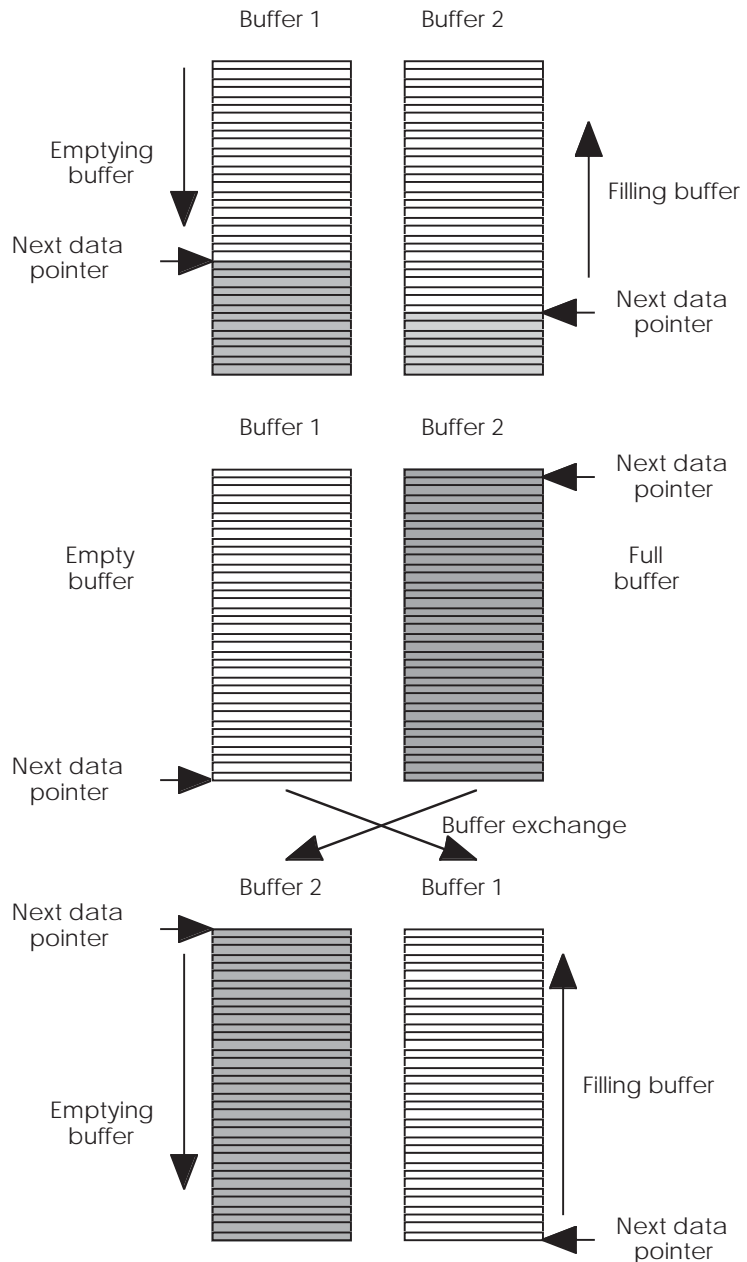 Buffer 1
Buffer 2
Emptying
buffer
Filling buffer
Next data
pointer
Next data
pointer
Buffer 1
Buffer 2
Next data
pointer
Empty
buffer
Full
buffer
Next data
pointer
Buffer exchange
Buffer 2
Buffer 1
Next data
pointer
Emptying
buffer
Filling buffer
Next data
pointer